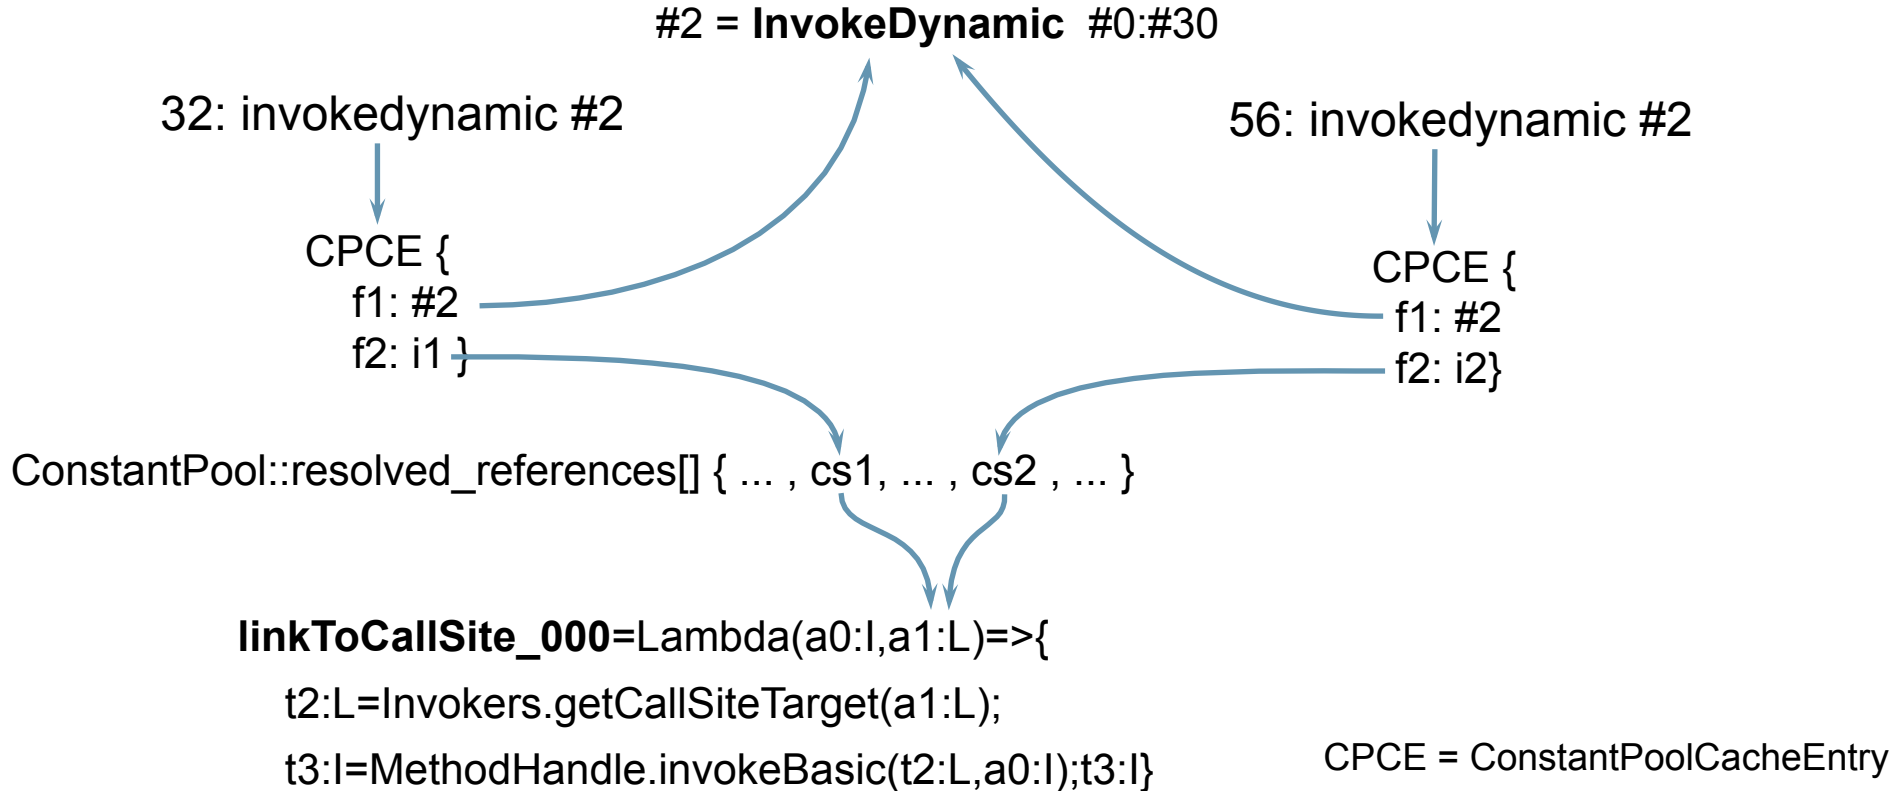 #2 = InvokeDynamic #0:#30
32: invokedynamic #2
56: invokedynamic #2
CPCE {
f1: #2
f2: i1 }
CPCE {
f1: #2
f2: i2}
ConstantPool::resolved_references[] { ... , cs1, ... , cs2 , ... }
linkToCallSite_000=Lambda(a0:I,a1:L)=>{
t2:L=Invokers.getCallSiteTarget(a1:L);
t3:I=MethodHandle.invokeBasic(t2:L,a0:I);t3:I}
CPCE = ConstantPoolCacheEntry